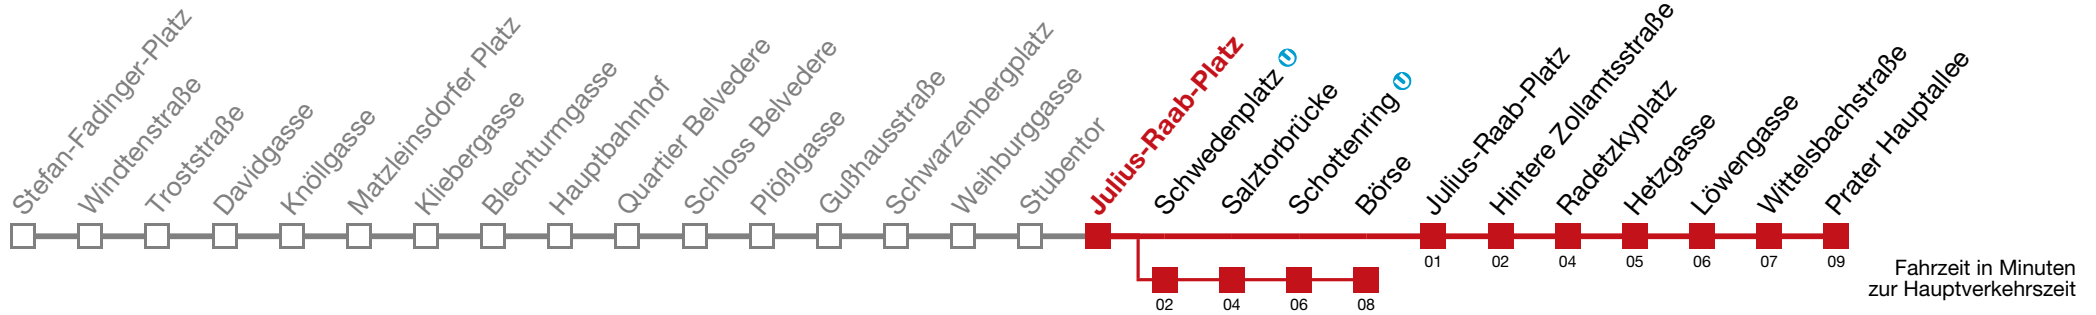 Stefan-Fadinger-Platz
Windtenstraße
Troststraße
Davidgasse
Knöllgasse
Matzleinsdorfer Platz
Kliebergasse
Blechturmgasse
Hauptbahnhof
Quartier Belvedere
Schloss Belvedere
Plößlgasse
Gußhausstraße
Schwarzenbergplatz
Weihburggasse
Stubentor
Julius-Raab-Platz
Schwedenplatz U
Salztorbrücke
Schottenring U
Börse
Julius-Raab-Platz
Hintere Zollamtsstraße
Radetzkyplatz
Hetzgasse
Löwengasse
Wittelsbachstraße
Prater Hauptallee
01 02 04 05 06 07 09
02 04 06 08
Fahrzeit in Minuten
zur Hauptverkehrszeit